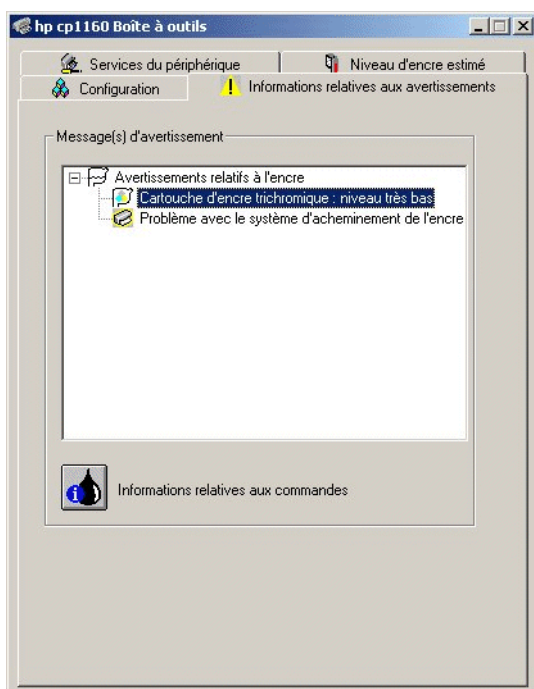 hp cp1160 Boîte à outils
Services du périphérique
Niveau d'encre estimé
Configuration
Informations relatives aux avertissements
Message(s) d'avertissement
Avertissements relatifs à l'encre
Cartouche d'encre trichromique : niveau très bas
Problème avec le système d'acheminement de l'encre
Informations relatives aux commandes